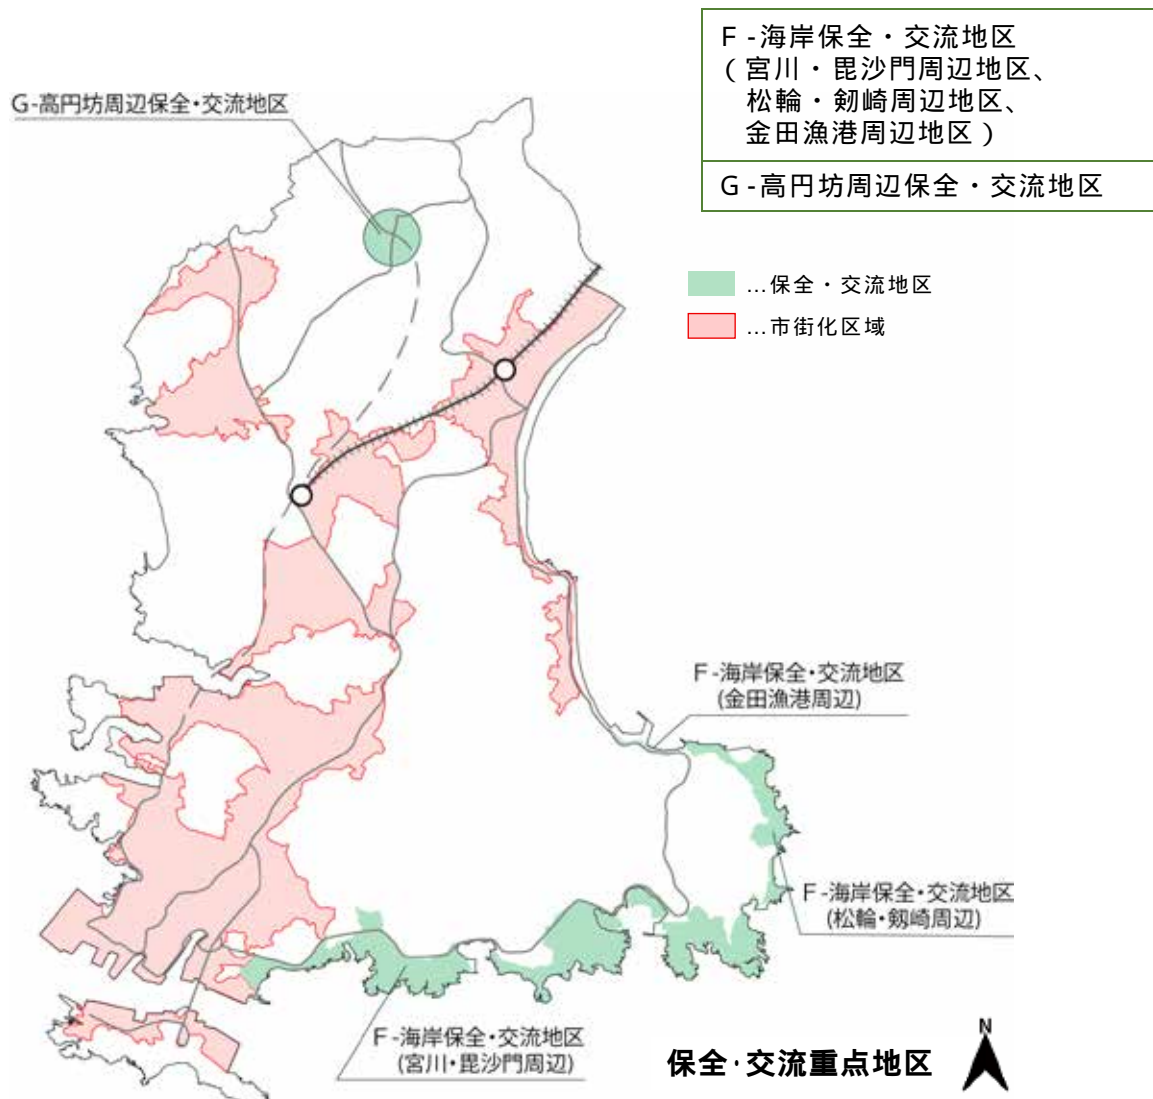 F-海岸保全・交流地区
(宮川・毘沙門周辺地区、
松輪・剱崎周辺地区、
金田漁港周辺地区)
G-高円坊周辺保全・交流地区
G-高円坊周辺保全・交流地区
…保全・交流地区
…市街化区域
F-海岸保全・交流地区
(金田漁港周辺)
F-海岸保全・交流地区
(松輪・剱崎周辺)
F-海岸保全・交流地区
(宮川・毘沙門周辺)
保全・交流重点地区
N